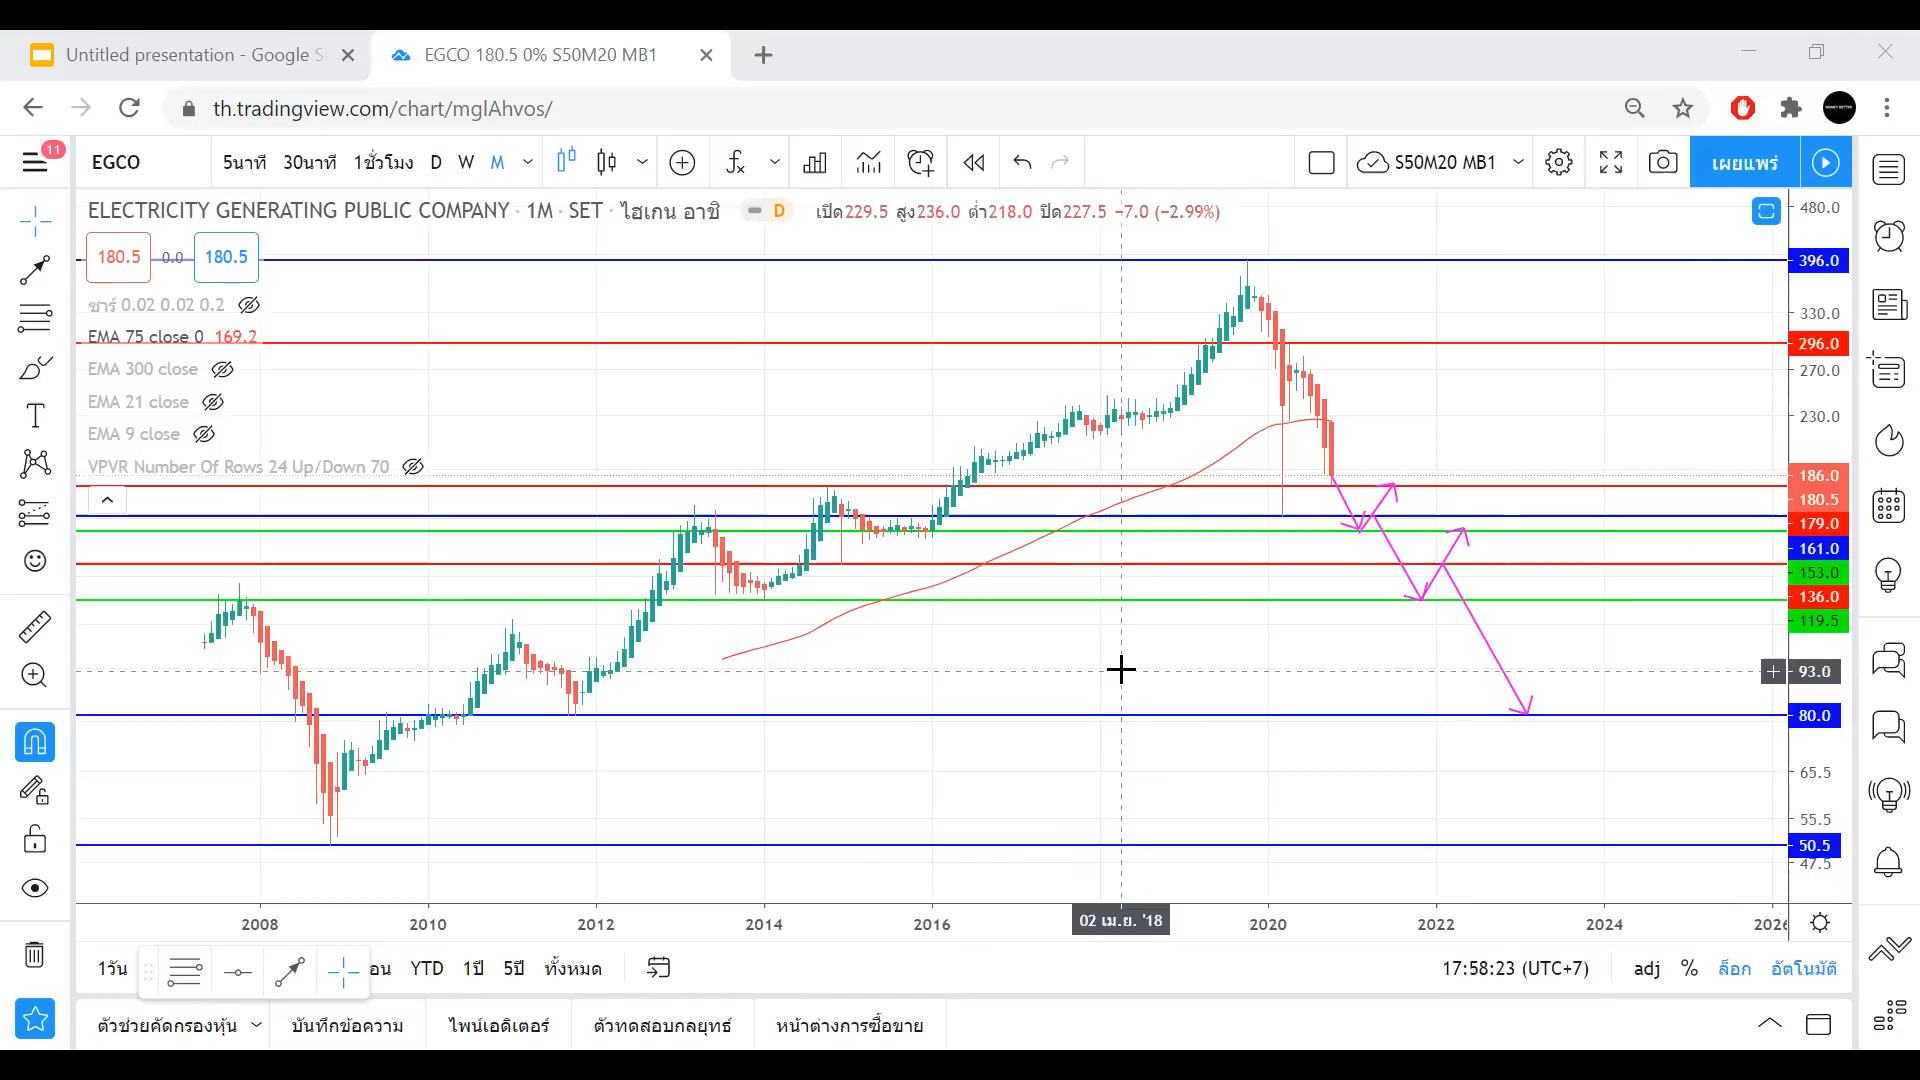 Untitled presentation - Google S
EGCO 180.5 0% S50M20 MB1
th.tradingview.com/chart/mglAhvos/
11
EGCO
5นาที 30นาที 1ชั่วโมง D W M
S50M20 MB1
เผยแพร่
ELECTRICITY GENERATING PUBLIC COMPANY · 1M · SET · ไฮเกน อาชิ
D
เปิด229.5 สูง236.0 ต่ำ218.0 ปิด227.5 −7.0 (−2.99%)
180.5 0.0 180.5
ซาร์ 0.02 0.02 0.2
EMA 75 close 0 169.2
EMA 300 close
EMA 21 close
EMA 9 close
VPVR Number Of Rows 24 Up/Down 70
480.0
396.0
330.0
296.0
270.0
230.0
186.0
180.5
179.0
161.0
153.0
136.0
119.5
93.0
80.0
65.5
55.5
50.5
47.5
2008 2010 2012 2014 2016 02 เม.ย. '18 2020 2022 2024
1วัน
YTD 1ปี 5ปี ทั้งหมด
17:58:23 (UTC+7) adj % ล็อก อัตโนมัติ
ตัวช่วยคัดกรองหุ้น บันทึกข้อความ ไพน์เอดิเตอร์ ตัวทดสอบกลยุทธ์ หน้าต่างการซื้อขาย